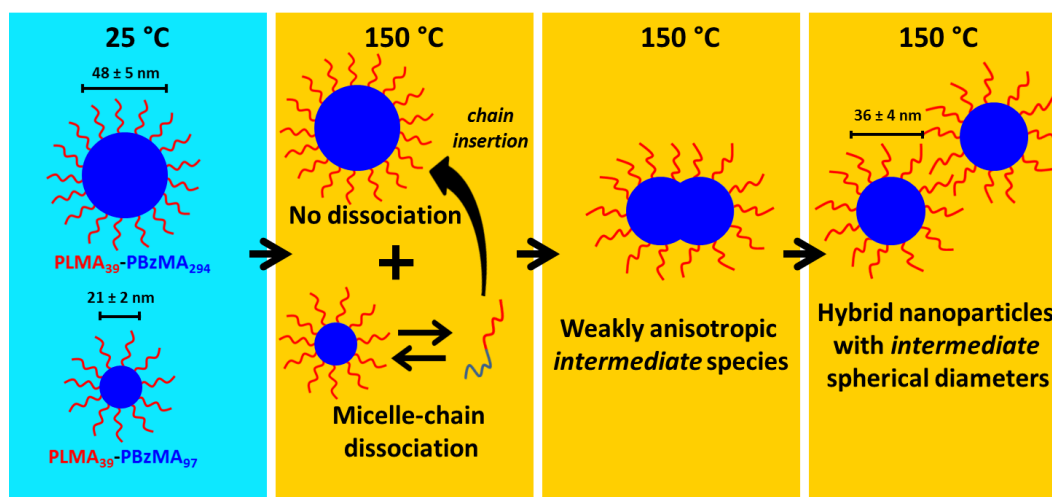 25 °C
48 ± 5 nm
PLMA₃₉-PBzMA₂₉₄
21 ± 2 nm
PLMA₃₉-PBzMA₉₇
150 °C
chain
insertion
No dissociation
+
Micelle-chain
dissociation
150 °C
Weakly anisotropic
intermediate species
150 °C
36 ± 4 nm
Hybrid nanoparticles
with intermediate
spherical diameters